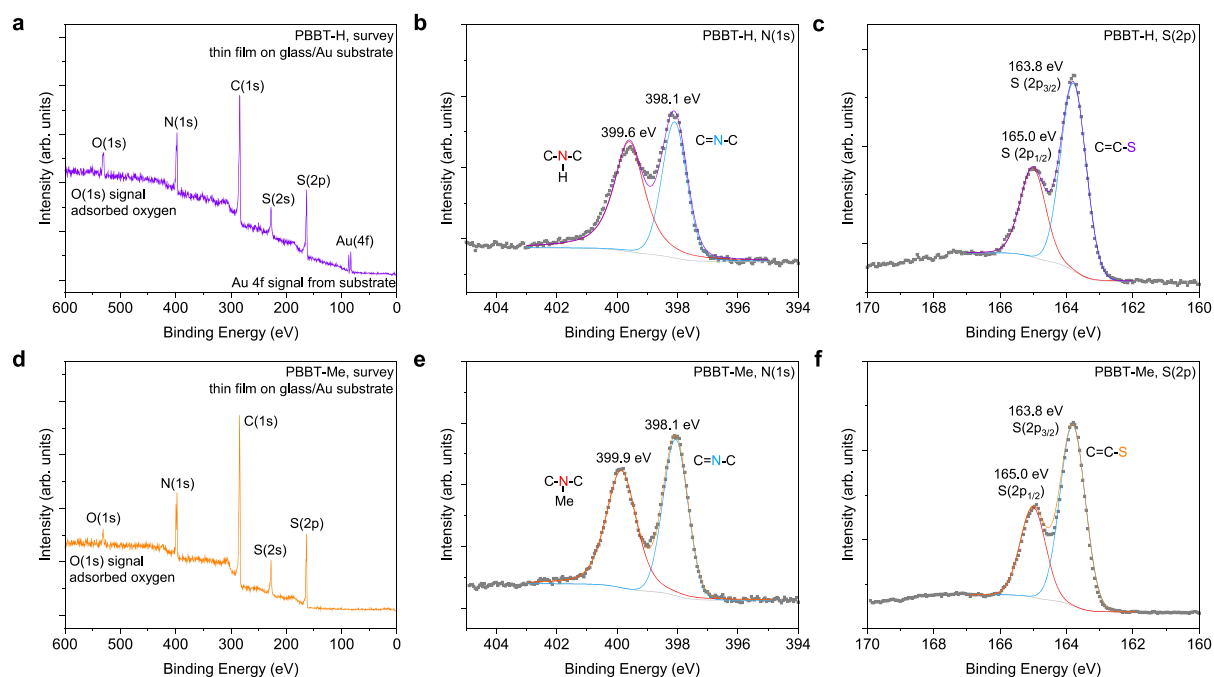 a
PBBT-H, survey
thin film on glass/Au substrate
C(1s)
N(1s)
O(1s)
S(2p)
S(2s)
O(1s) signal
adsorbed oxygen
Au(4f)
Au 4f signal from substrate
Intensity (arb. units)
600 500 400 300 200 100 0
Binding Energy (eV)
b
PBBT-H, N(1s)
398.1 eV
399.6 eV
C-N-C
H
C=N-C
Intensity (arb. units)
404 402 400 398 396 394
Binding Energy (eV)
c
PBBT-H, S(2p)
163.8 eV
S (2p3/2)
165.0 eV
S (2p1/2)
C=C-S
Intensity (arb. units)
170 168 166 164 162 160
Binding Energy (eV)
d
PBBT-Me, survey
thin film on glass/Au substrate
C(1s)
N(1s)
O(1s)
S(2p)
S(2s)
O(1s) signal
adsorbed oxygen
Intensity (arb. units)
600 500 400 300 200 100 0
Binding Energy (eV)
e
PBBT-Me, N(1s)
398.1 eV
399.9 eV
C-N-C
Me
C=N-C
Intensity (arb. units)
404 402 400 398 396 394
Binding Energy (eV)
f
PBBT-Me, S(2p)
163.8 eV
S(2p3/2)
165.0 eV
S(2p1/2)
C=C-S
Intensity (arb. units)
170 168 166 164 162 160
Binding Energy (eV)